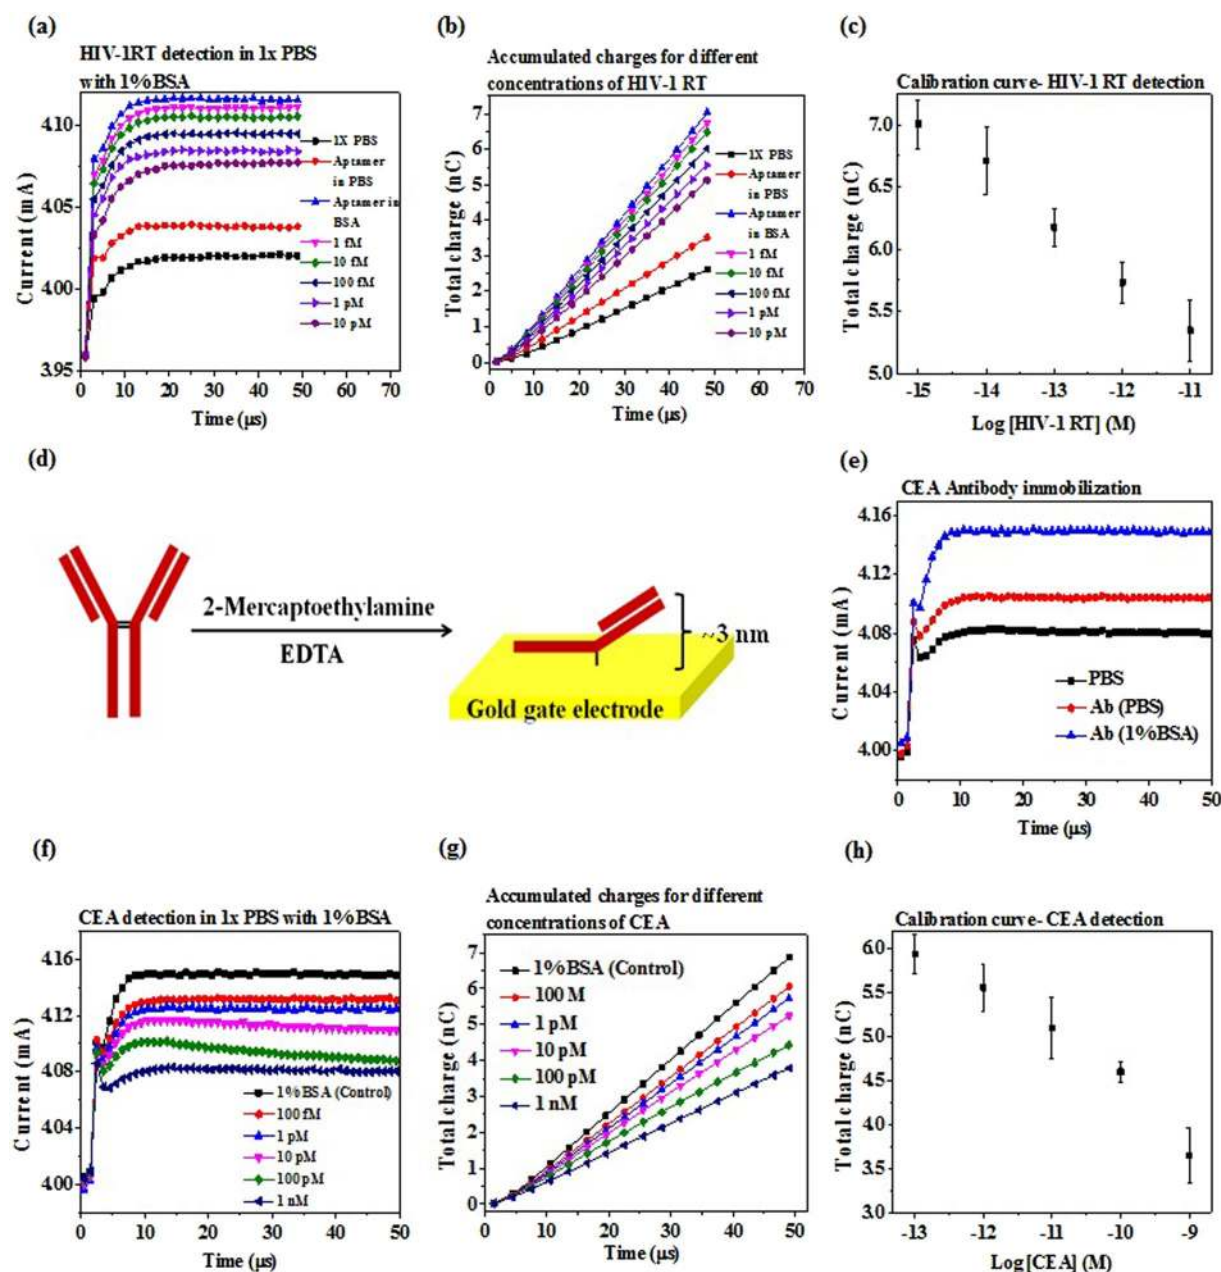 (a)
HIV-1RT detection in 1x PBS
with 1%BSA
Current (mA)
4.10
4.05
4.00
3.95
1X PBS
Aptamer
in PBS
Aptamer in
BSA
1 fM
10 fM
100 fM
1 pM
10 pM
0 10 20 30 40 50 60 70
Time (µs)
(b)
Accumulated charges for different
concentrations of HIV-1 RT
Total charge (nC)
7
6
5
4
3
2
1
0
1X PBS
Aptamer
in PBS
Aptamer
in BSA
1 fM
10 fM
100 fM
1 pM
10 pM
0 10 20 30 40 50 60 70
Time (µs)
(c)
Calibration curve- HIV-1 RT detection
Total charge (nC)
7.0
6.5
6.0
5.5
5.0
-15 -14 -13 -12 -11
Log [HIV-1 RT] (M)
(d)
2-Mercaptoethylamine
EDTA
~3 nm
Gold gate electrode
(e)
CEA Antibody immobilization
Current (mA)
4.16
4.12
4.08
4.04
4.00
PBS
Ab (PBS)
Ab (1%BSA)
0 10 20 30 40 50
Time (µs)
(f)
CEA detection in 1x PBS with 1%BSA
Current (mA)
4.16
4.12
4.08
4.04
4.00
1%BSA (Control)
100 fM
1 pM
10 pM
100 pM
1 nM
0 10 20 30 40 50
Time (µs)
(g)
Accumulated charges for different
concentrations of CEA
Total charge (nC)
7
6
5
4
3
2
1
0
1%BSA (Control)
100 M
1 pM
10 pM
100 pM
1 nM
0 10 20 30 40 50
Time (µs)
(h)
Calibration curve- CEA detection
Total charge (nC)
6.0
5.5
5.0
4.5
4.0
3.5
3.0
-13 -12 -11 -10 -9
Log [CEA] (M)